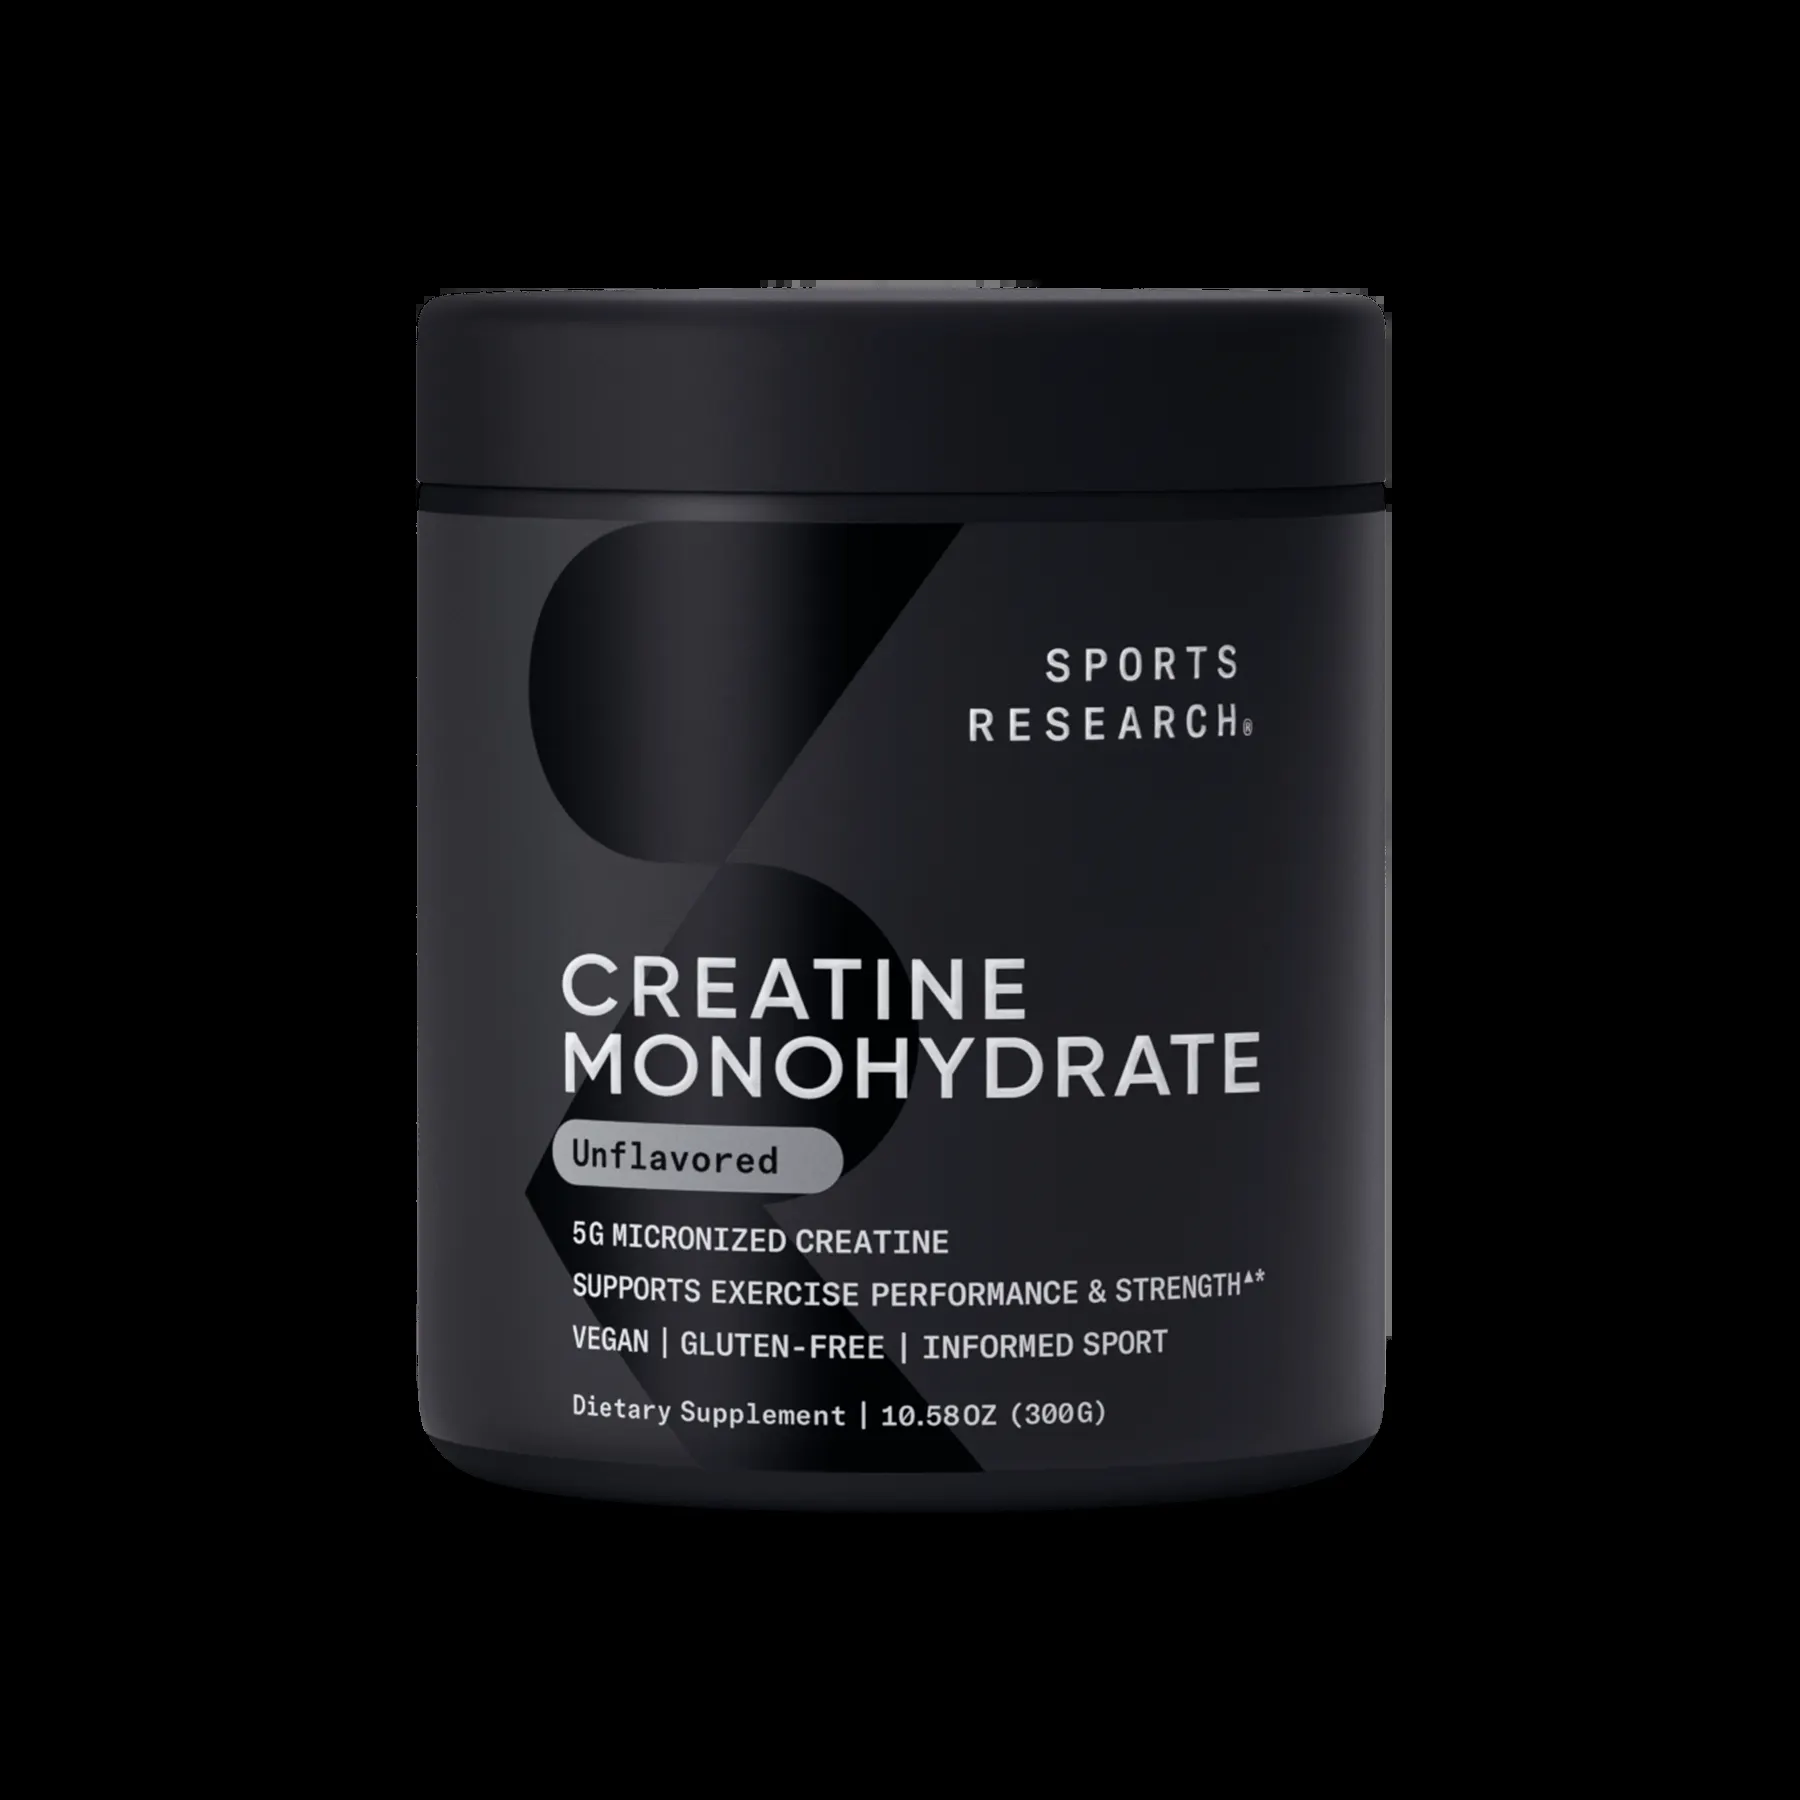 SPORTS
RESEARCH®
CREATINE
MONOHYDRATE
Unflavored
5G MICRONIZED CREATINE
SUPPORTS EXERCISE PERFORMANCE & STRENGTH▲*
VEGAN | GLUTEN-FREE | INFORMED SPORT
Dietary Supplement | 10.58OZ (300G)